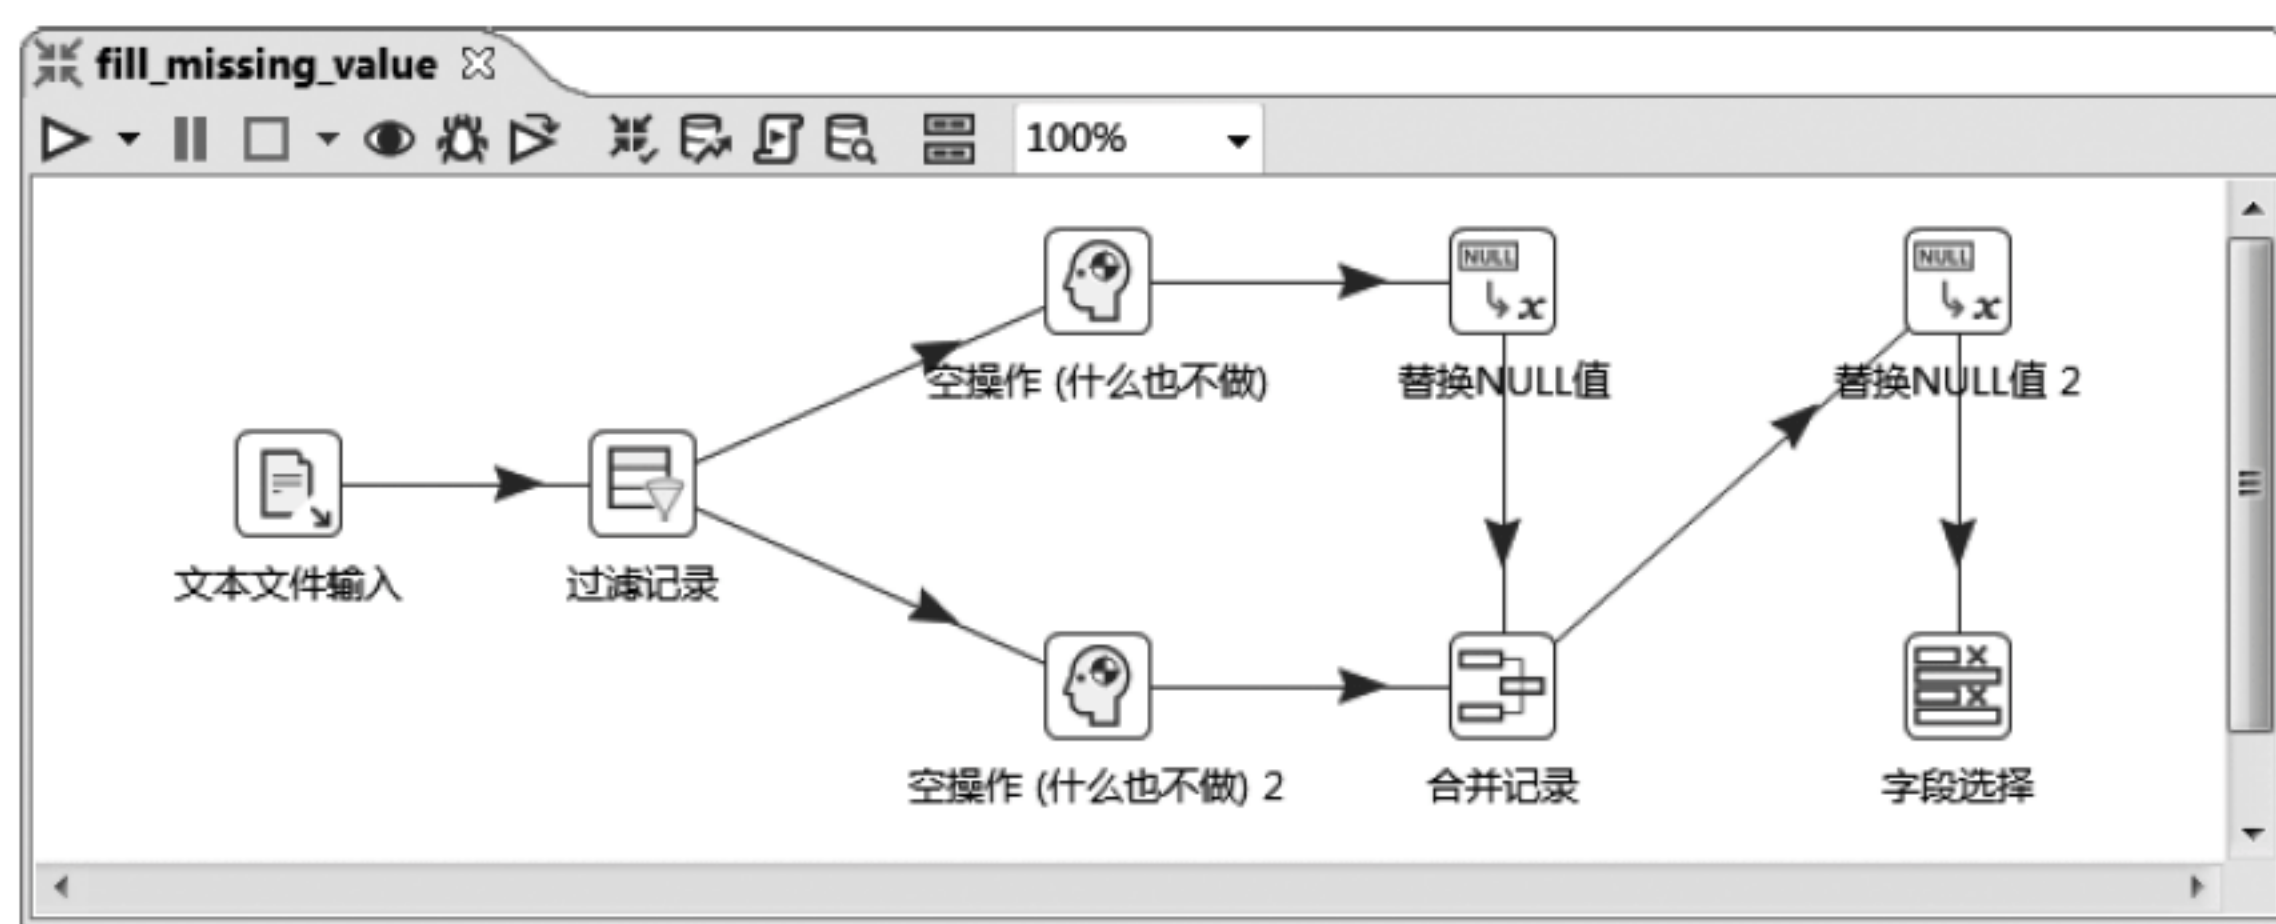 fill_missing_value
100%
NULL
x
NULL
x
空操作 (什么也不做)
替换NULL值
替换NULL值 2
文本文件输入
过滤记录
空操作 (什么也不做) 2
合并记录
字段选择